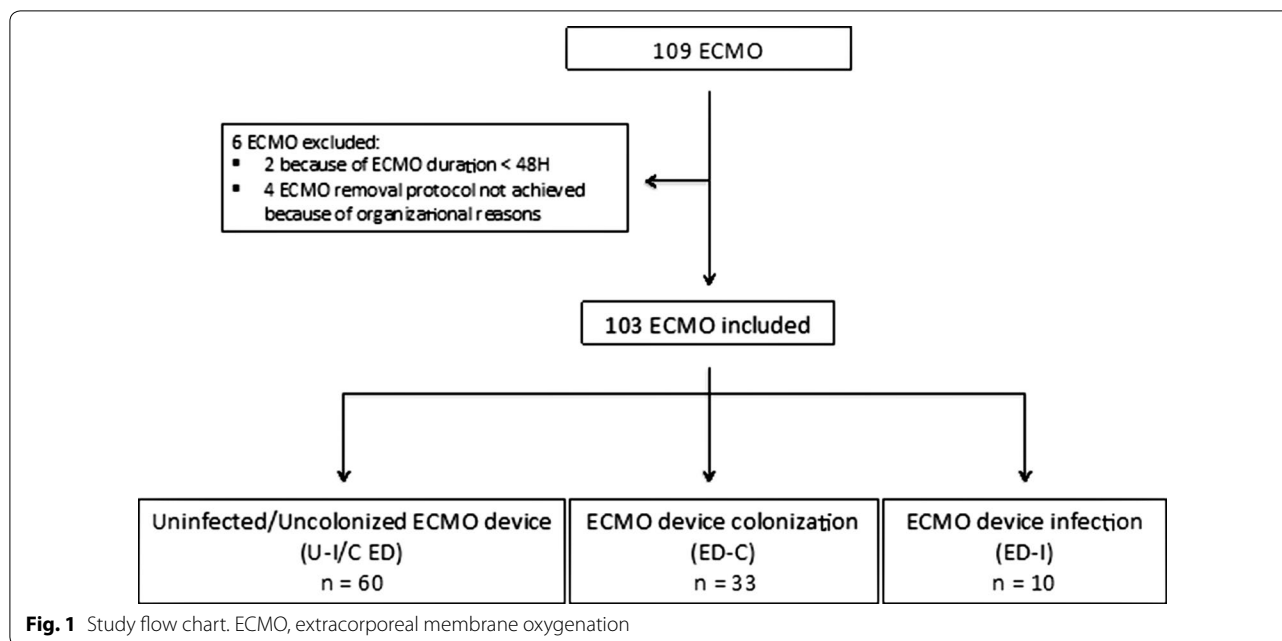 109 ECMO
6 ECMO excluded:
▪ 2 because of ECMO duration < 48H
▪ 4 ECMO removal protocol not achieved
because of organizational reasons
103 ECMO included
Uninfected/Uncolonized ECMO device
(U-I/C ED)
n = 60
ECMO device colonization
(ED-C)
n = 33
ECMO device infection
(ED-I)
n = 10
Fig. 1 Study flow chart. ECMO, extracorporeal membrane oxygenation